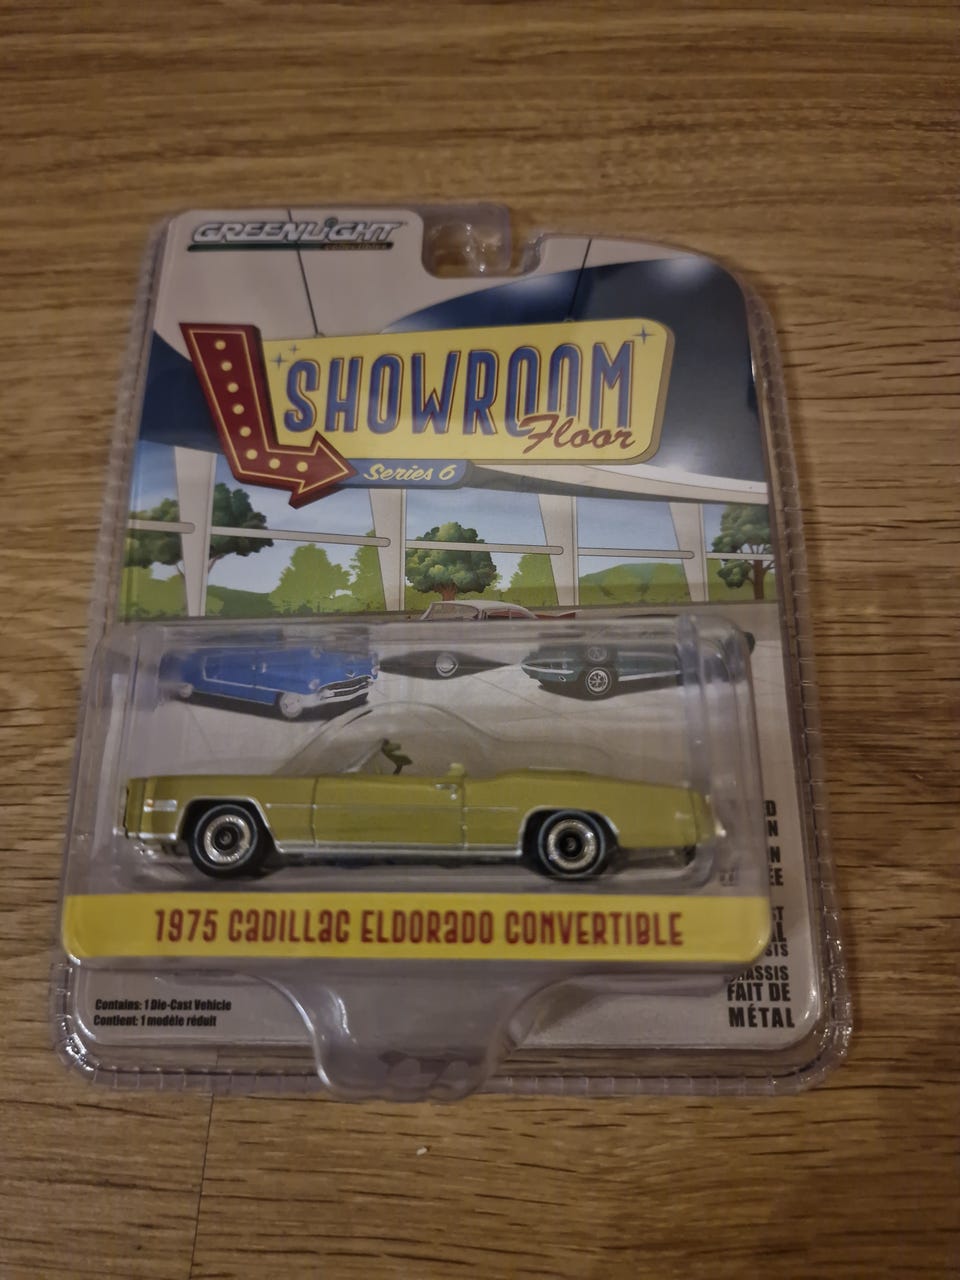 GREENLIGHT
collectibles
SHOWROOM
Floor
Series 6
1975 CADILLAC ELDORADO CONVERTIBLE
Contains: 1 Die-Cast Vehicle
Contient: 1 modèle réduit
CHASSIS
FAIT DE
MÉTAL